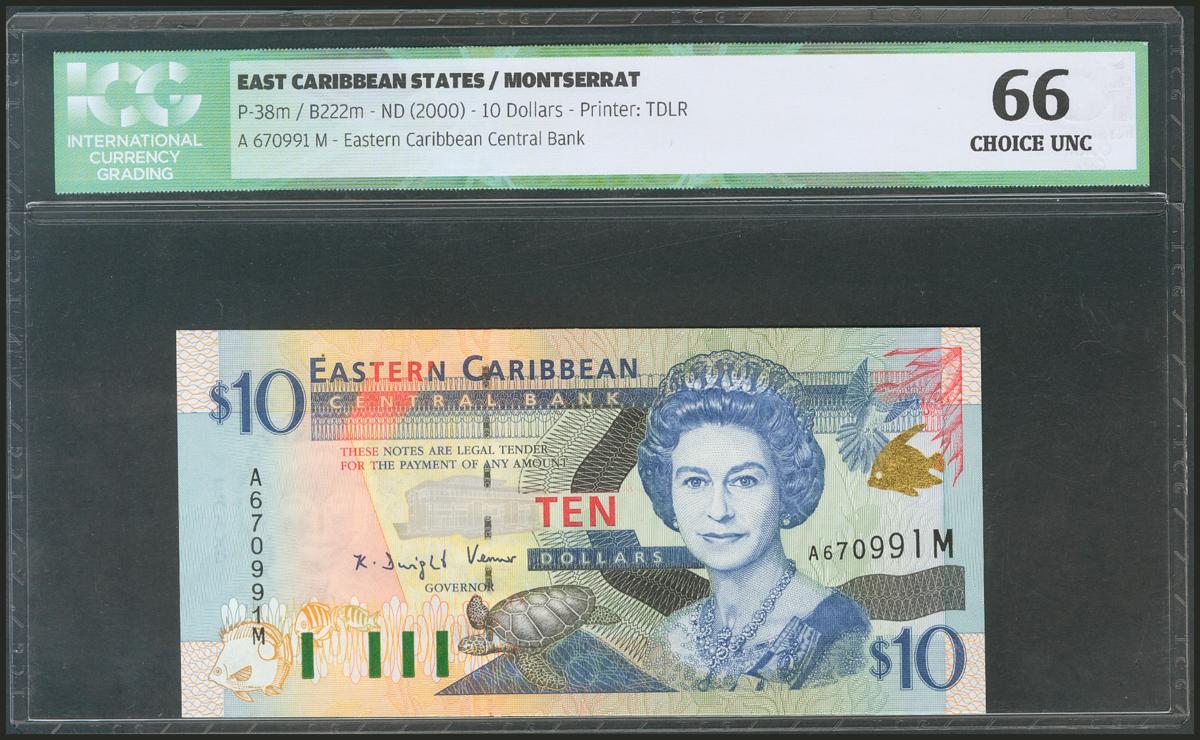 ICG
INTERNATIONAL
CURRENCY
GRADING
EAST CARIBBEAN STATES / MONTSERRAT
P-38m / B222m - ND (2000) - 10 Dollars - Printer: TDLR
A 670991 M - Eastern Caribbean Central Bank
66
CHOICE UNC
EASTERN CARIBBEAN
CENTRAL BANK
$10
THESE NOTES ARE LEGAL TENDER
FOR THE PAYMENT OF ANY AMOUNT
TEN
DOLLARS
K. Dwight Venner
GOVERNOR
A670991M
A670991M
$10